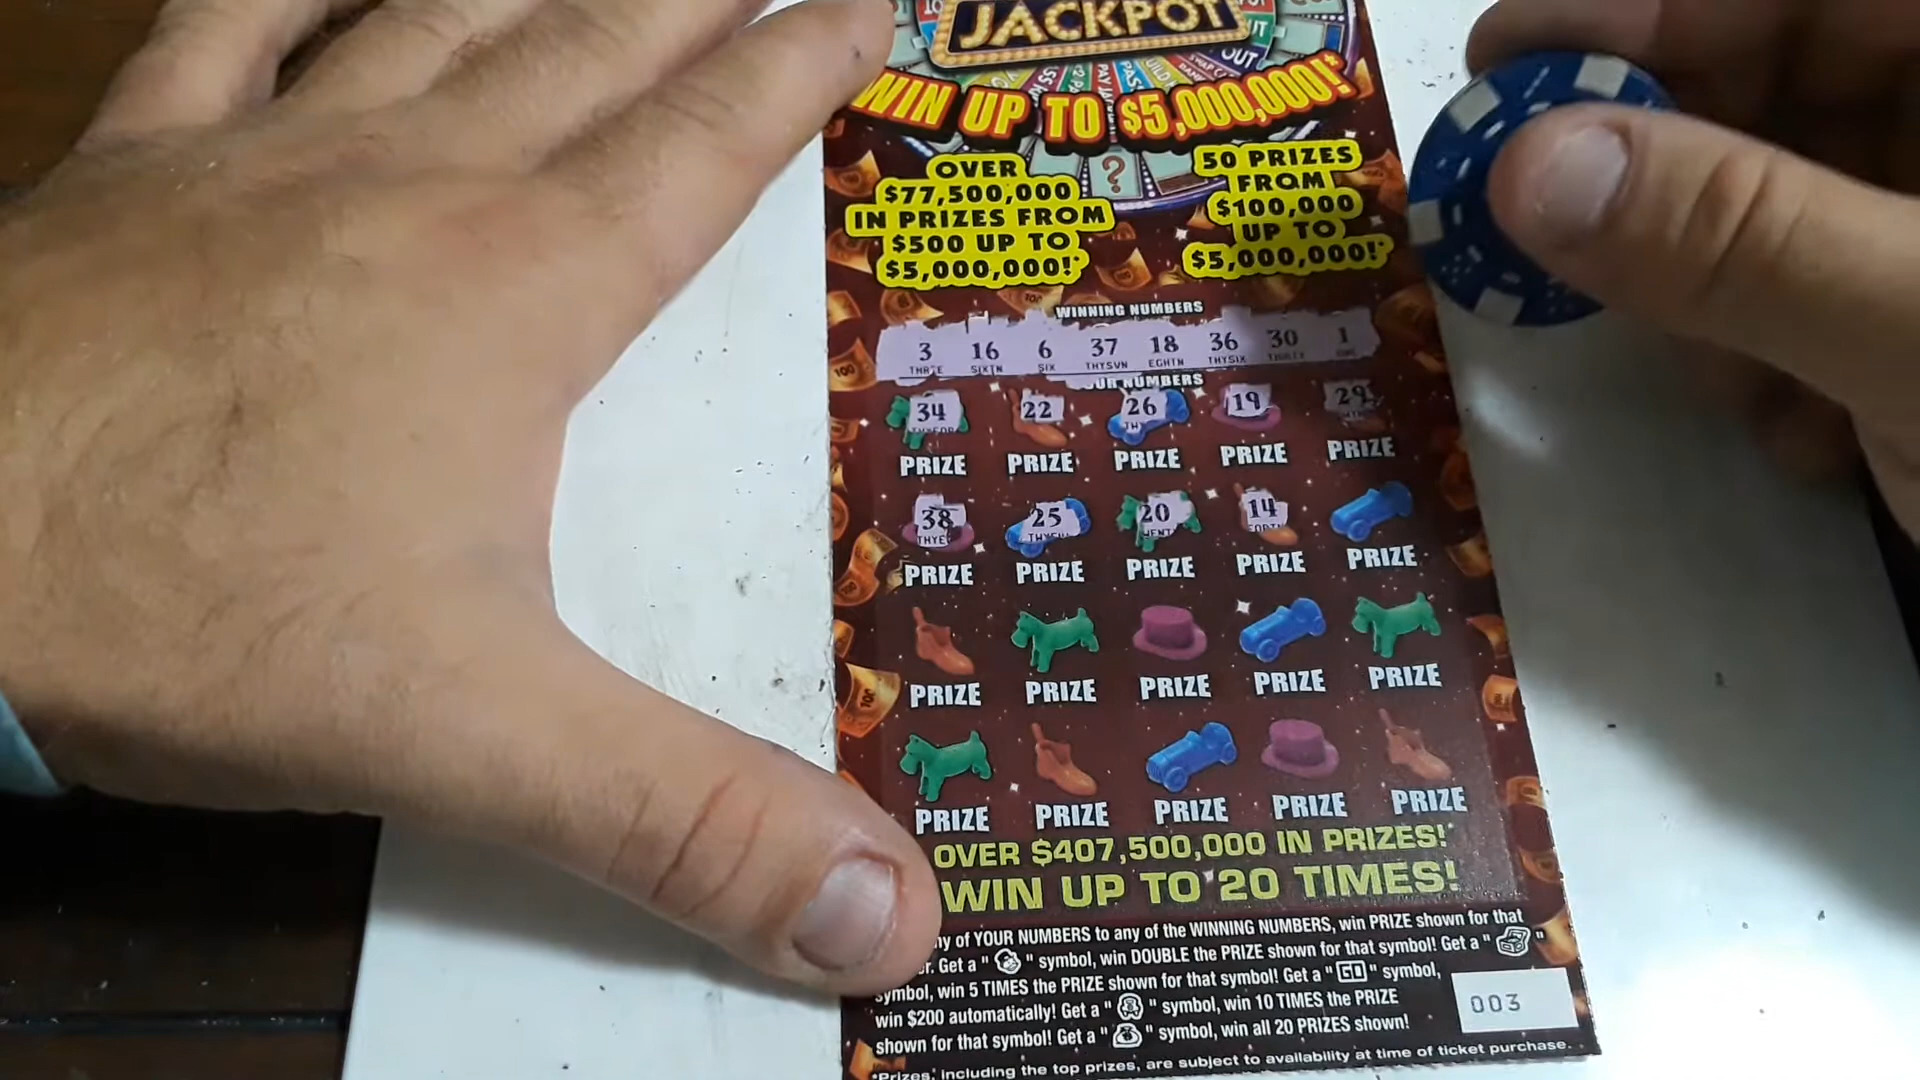 JACKPOT
WIN UP TO $5,000,000!*
OVER
$77,500,000
IN PRIZES FROM
$500 UP TO
$5,000,000!*
50 PRIZES
FROM
$100,000
UP TO
$5,000,000!*
?
OUT
WINNING NUMBERS
3 16 6 37 18 36 30 1
THREE SIXTN SIX THYSVN EGHTN THYSIX THIRTY ONE
NUMBERS
34 22 26 19 29
PRIZE PRIZE PRIZE PRIZE PRIZE
38 25 20 14
PRIZE PRIZE PRIZE PRIZE PRIZE
PRIZE PRIZE PRIZE PRIZE PRIZE
PRIZE PRIZE PRIZE PRIZE PRIZE
OVER $407,500,000 IN PRIZES!*
WIN UP TO 20 TIMES!
of YOUR NUMBERS to any of the WINNING NUMBERS, win PRIZE shown for that
Get a " " symbol, win DOUBLE the PRIZE shown for that symbol! Get a " "
symbol, win 5 TIMES the PRIZE shown for that symbol! Get a "GO" symbol,
win $200 automatically! Get a " " symbol, win 10 TIMES the PRIZE
shown for that symbol! Get a " " symbol, win all 20 PRIZES shown!
003
*Prizes, including the top prizes, are subject to availability at time of ticket purchase.